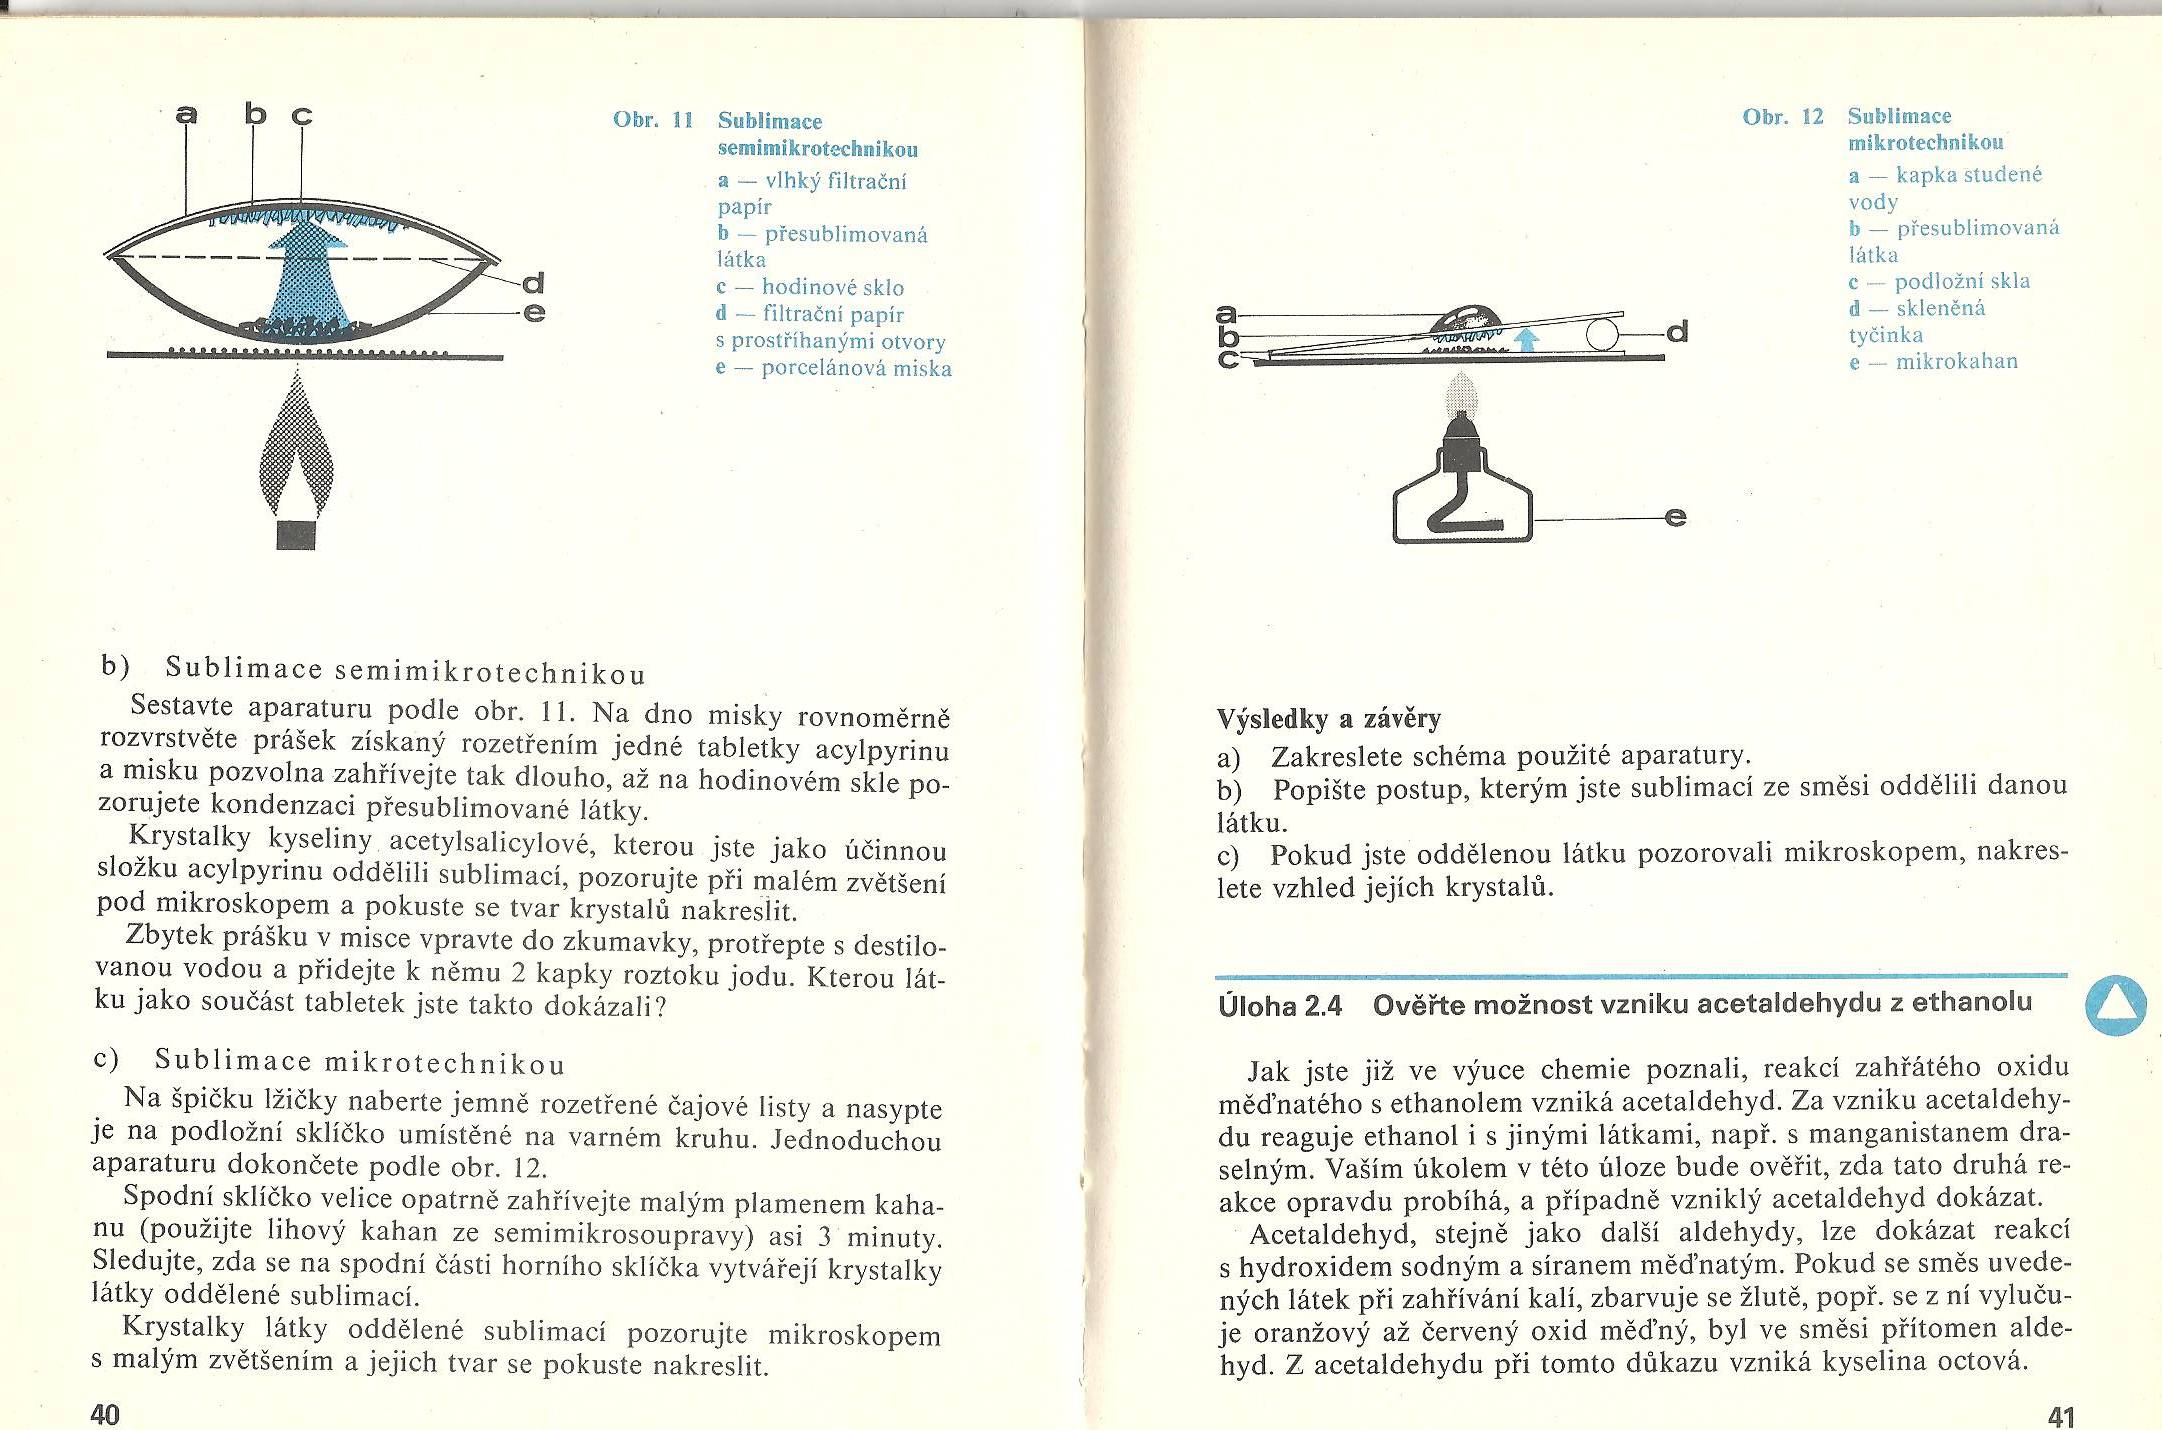 a b c
d
e
Obr. 11 Sublimace
semimikrotechnikou
a — vlhký filtrační
papír
b — přesublimovaná
látka
c — hodinové sklo
d — filtrační papír
s prostříhanými otvory
e — porcelánová miska
b) Sublimace semimikrotechnikou
Sestavte aparaturu podle obr. 11. Na dno misky rovnoměrně
rozvrstvěte prášek získaný rozetřením jedné tabletky acylpyrinu
a misku pozvolna zahřívejte tak dlouho, až na hodinovém skle po-
zorujete kondenzaci přesublimované látky.
Krystalky kyseliny acetylsalicylové, kterou jste jako účinnou
složku acylpyrinu oddělili sublimací, pozorujte při malém zvětšení
pod mikroskopem a pokuste se tvar krystalů nakreslit.
Zbytek prášku v misce vpravte do zkumavky, protřepte s destilo-
vanou vodou a přidejte k němu 2 kapky roztoku jodu. Kterou lát-
ku jako součást tabletek jste takto dokázali?
c) Sublimace mikrotechnikou
Na špičku lžičky naberte jemně rozetřené čajové listy a nasypte
je na podložní sklíčko umístěné na varném kruhu. Jednoduchou
aparaturu dokončete podle obr. 12.
Spodní sklíčko velice opatrně zahřívejte malým plamenem kaha-
nu (použijte lihový kahan ze semimikrosoupravy) asi 3 minuty.
Sledujte, zda se na spodní části horního sklíčka vytvářejí krystalky
látky oddělené sublimací.
Krystalky látky oddělené sublimací pozorujte mikroskopem
s malým zvětšením a jejich tvar se pokuste nakreslit.
40
Obr. 12 Sublimace
mikrotechnikou
a — kapka studené
vody
b — přesublimovaná
látka
c — podložní skla
d — skleněná
tyčinka
e — mikrokahan
a
b
c
d
e
Výsledky a závěry
a) Zakreslete schéma použité aparatury.
b) Popište postup, kterým jste sublimací ze směsi oddělili danou
látku.
c) Pokud jste oddělenou látku pozorovali mikroskopem, nakres-
lete vzhled jejích krystalů.
Úloha 2.4 Ověřte možnost vzniku acetaldehydu z ethanolu
Jak jste již ve výuce chemie poznali, reakcí zahřátého oxidu
měďnatého s ethanolem vzniká acetaldehyd. Za vzniku acetaldehy-
du reaguje ethanol i s jinými látkami, např. s manganistanem dra-
selným. Vaším úkolem v této úloze bude ověřit, zda tato druhá re-
akce opravdu probíhá, a případně vzniklý acetaldehyd dokázat.
Acetaldehyd, stejně jako další aldehydy, lze dokázat reakcí
s hydroxidem sodným a síranem měďnatým. Pokud se směs uvede-
ných látek při zahřívání kalí, zbarvuje se žlutě, popř. se z ní vyluču-
je oranžový až červený oxid měďný, byl ve směsi přítomen alde-
hyd. Z acetaldehydu při tomto důkazu vzniká kyselina octová.
41